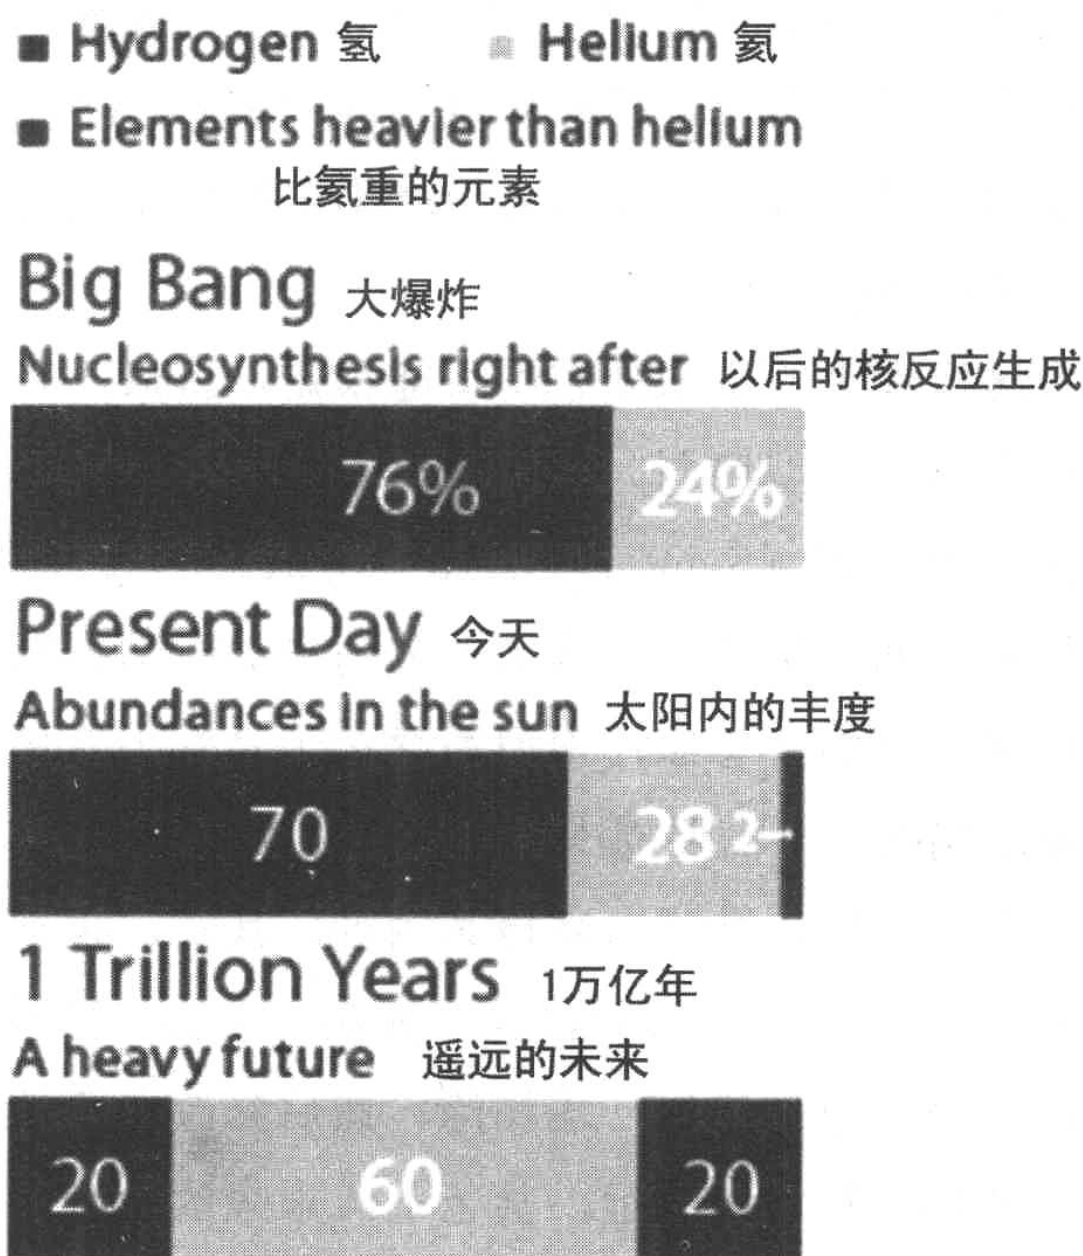 Hydrogen 氢 Helium 氦
Elements heavier than helium
比氦重的元素
Big Bang 大爆炸
Nucleosynthesis right after 以后的核反应生成
76% 24%
Present Day 今天
Abundances in the sun 太阳内的丰度
70 28 2
1 Trillion Years 1万亿年
A heavy future 遥远的未来
20 60 20